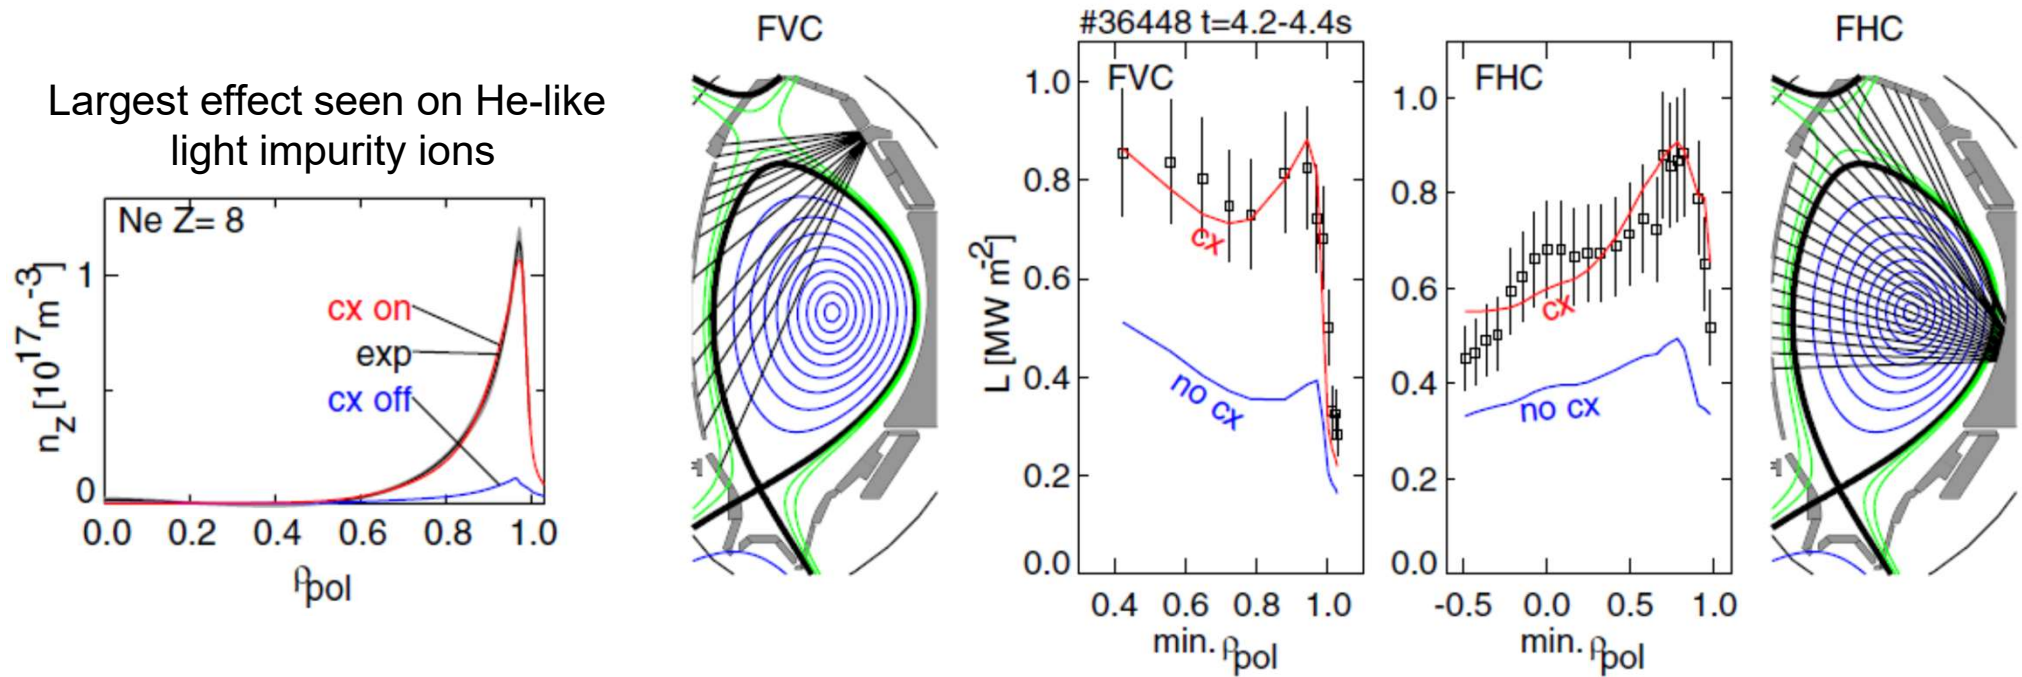 Largest effect seen on He-like
light impurity ions
Ne Z= 8
cx on
exp
cx off
n_z [10^17 m^-3]
1
0
0.0 0.2 0.4 0.6 0.8 1.0
ρ_pol
FVC
#36448 t=4.2-4.4s
FVC
cx
no cx
L [MW m^-2]
1.0
0.8
0.6
0.4
0.2
0.0
0.4 0.6 0.8 1.0
min. ρ_pol
FHC
cx
no cx
1.0
0.8
0.6
0.4
0.2
0.0
-0.5 0.0 0.5 1.0
min. ρ_pol
FHC